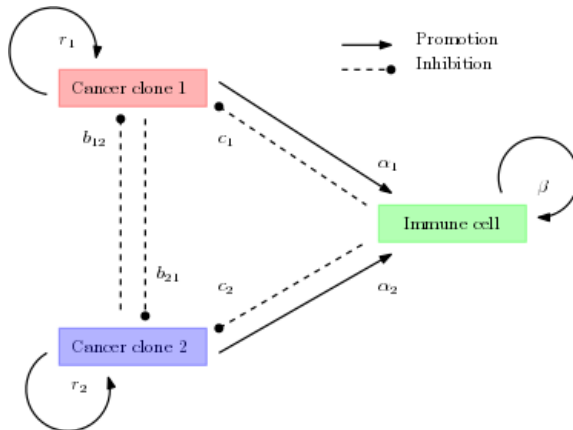 r1
Promotion
Inhibition
Cancer clone 1
b12
c1
α1
β
Immune cell
b21
c2
α2
Cancer clone 2
r2